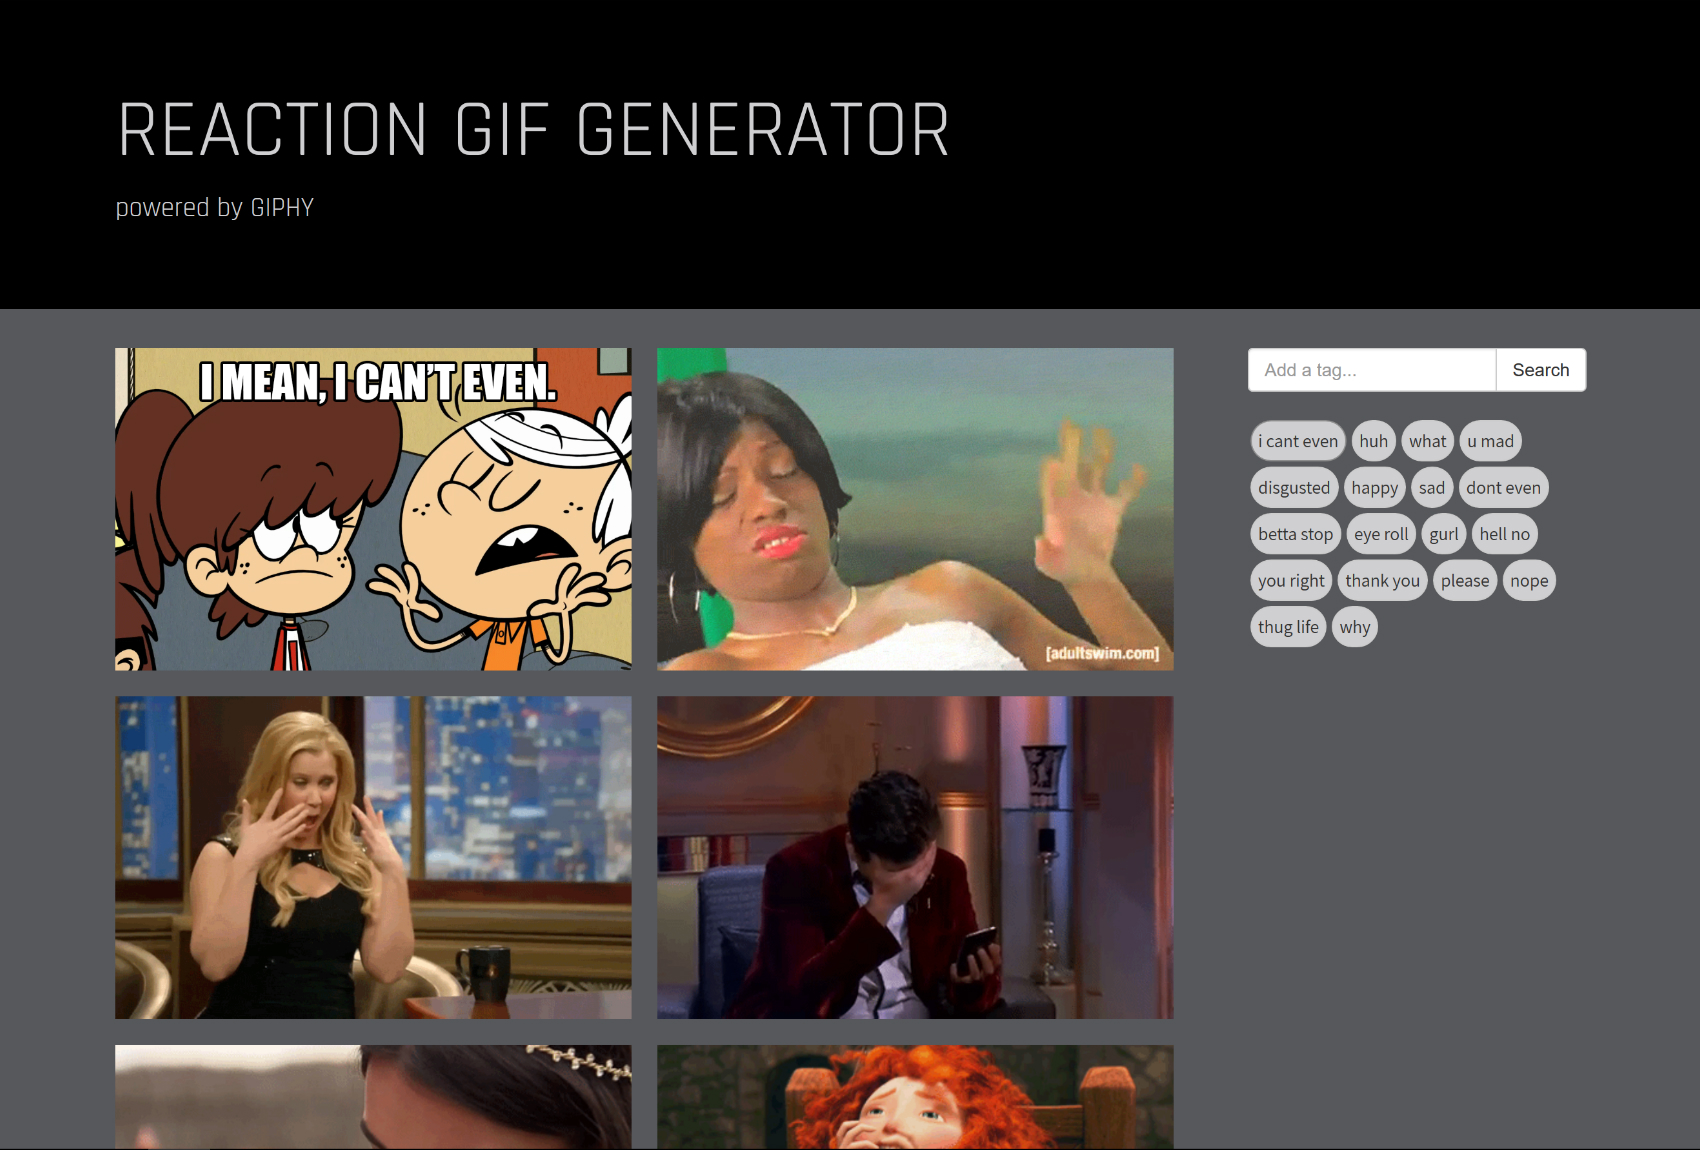 REACTION GIF GENERATOR
powered by GIPHY
I MEAN, I CAN'T EVEN.
[adultswim.com]
Add a tag... Search
i cant even huh what u mad
disgusted happy sad dont even
betta stop eye roll gurl hell no
you right thank you please nope
thug life why